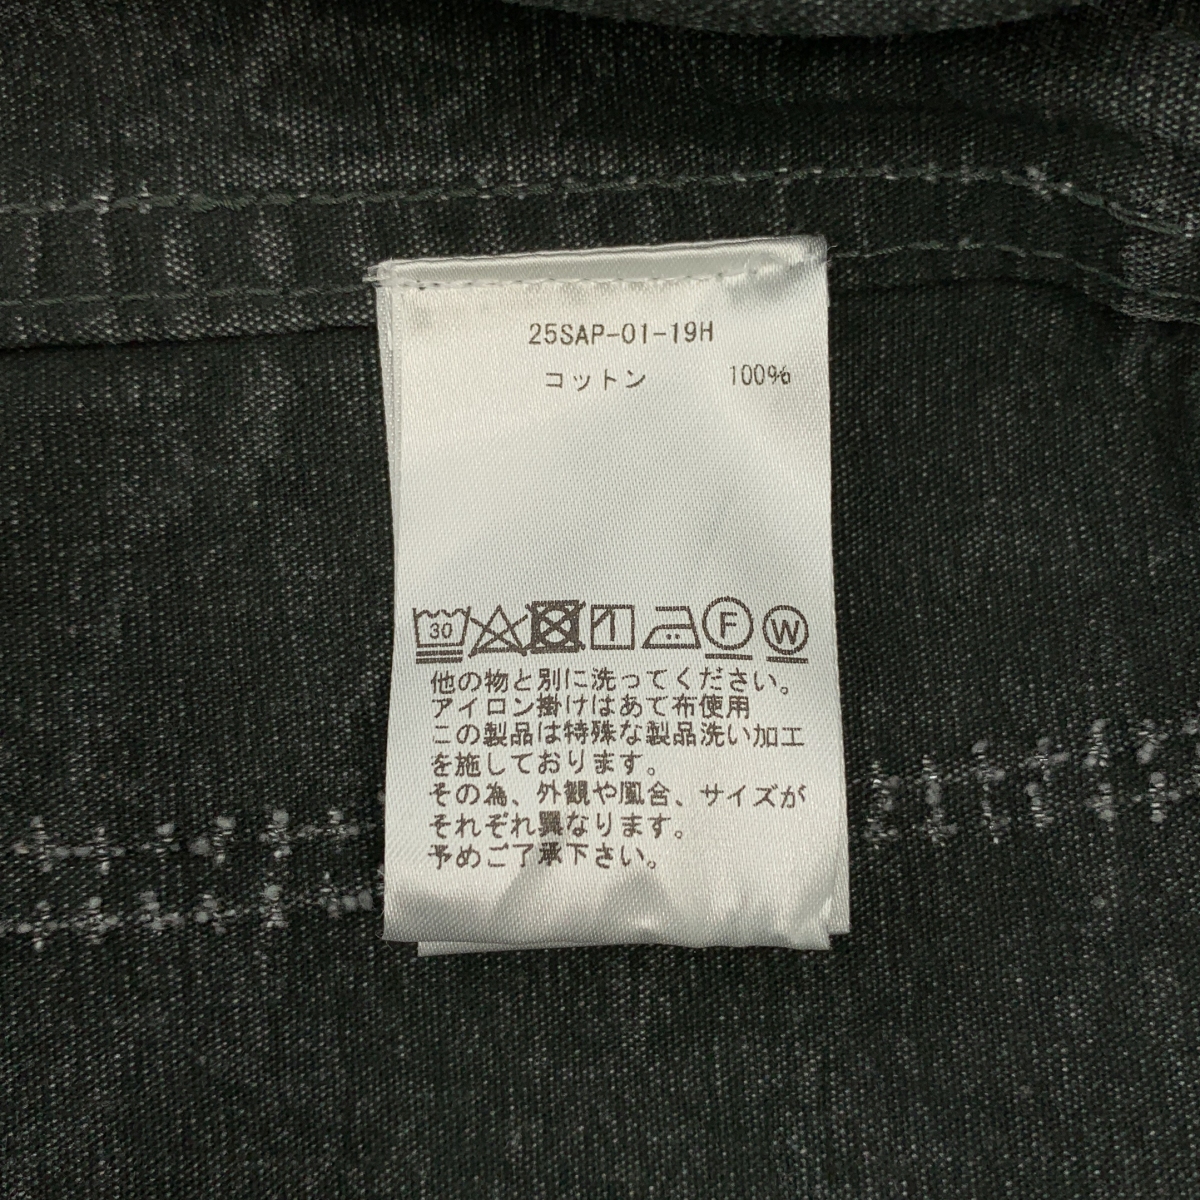 25SAP-01-19H
コットン 100%
30 F W
他の物と別に洗ってください。
アイロン掛けはあて布使用
この製品は特殊な製品洗い加工
を施しております。
その為、外観や風合、サイズが
それぞれ異なります。
予めご了承下さい。